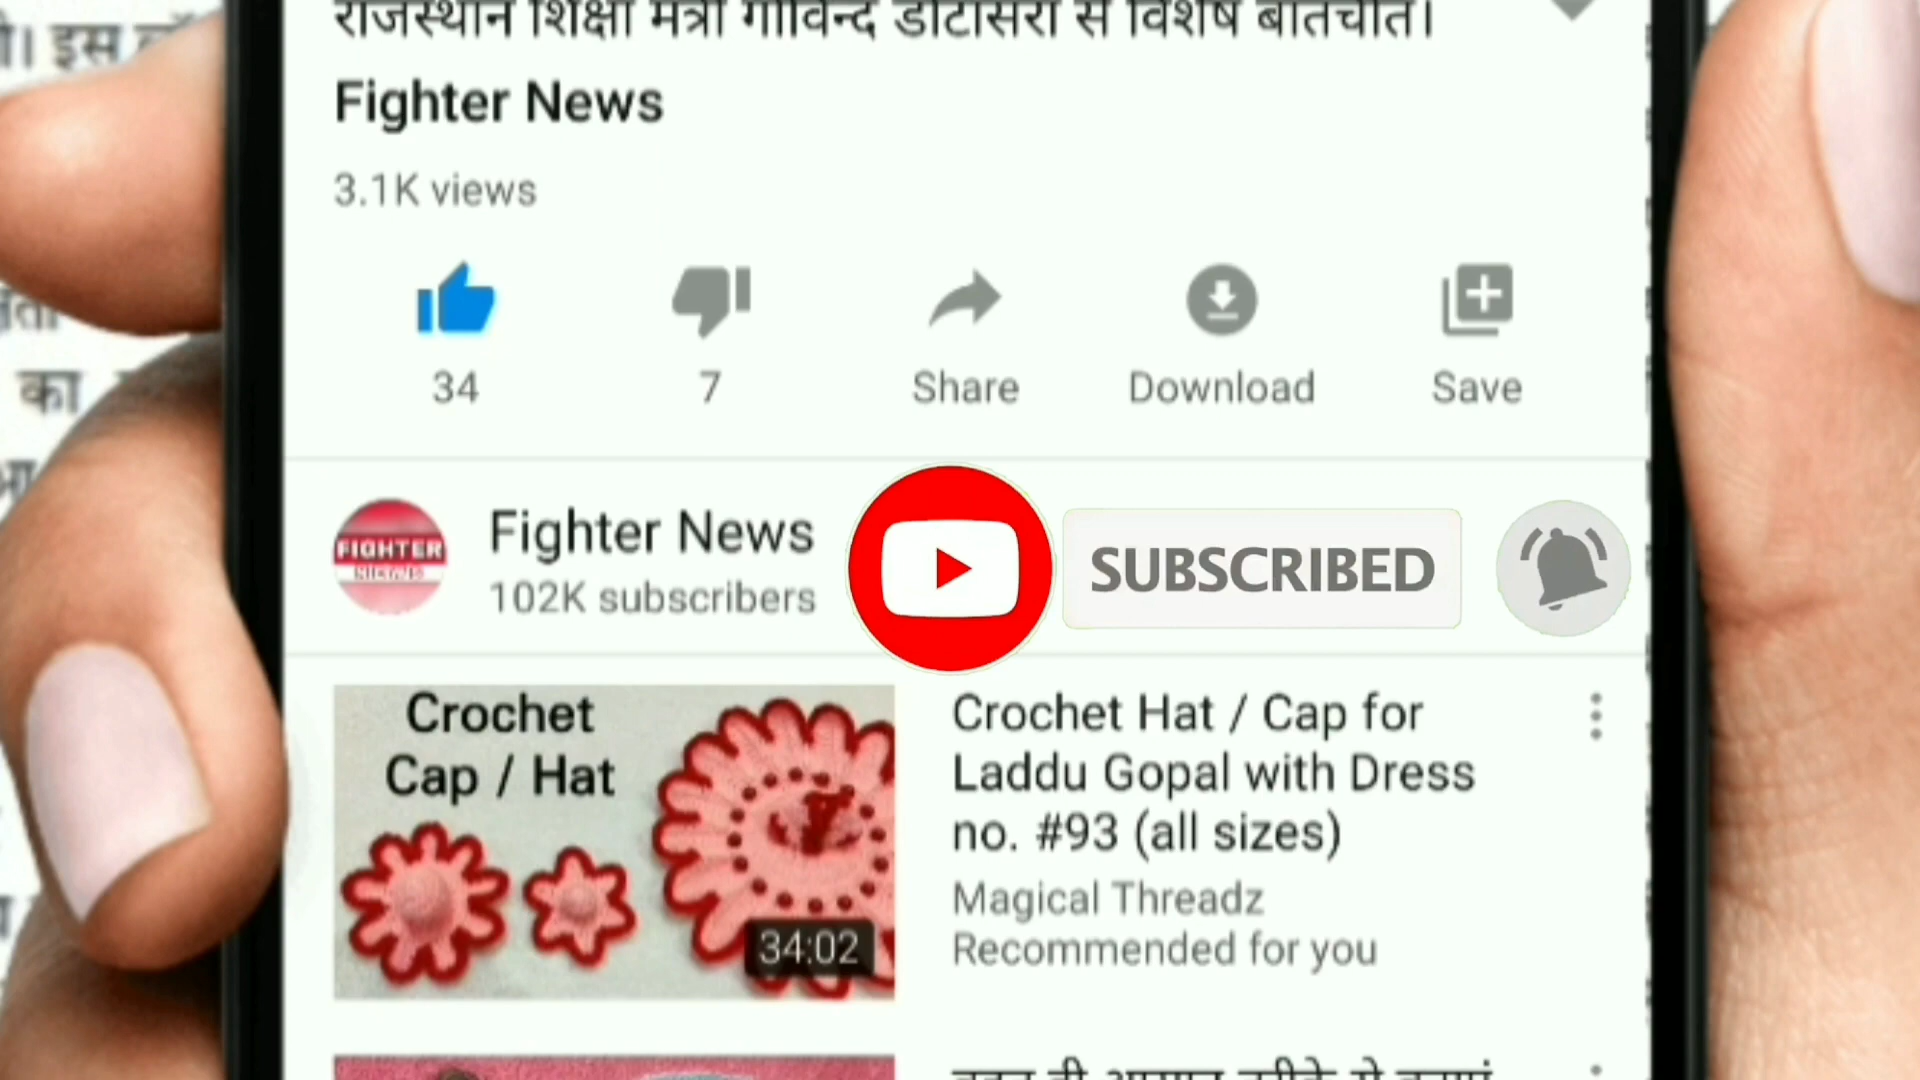 राजस्थान शिक्षा मंत्री गोविन्द डोटासरा से विशेष बातचीत।
Fighter News
3.1K views
34
7
Share
Download
Save
FIGHTER
Fighter News
102K subscribers
SUBSCRIBED
Crochet
Cap / Hat
34:02
Crochet Hat / Cap for
Laddu Gopal with Dress
no. #93 (all sizes)
Magical Threadz
Recommended for you
। इस
का